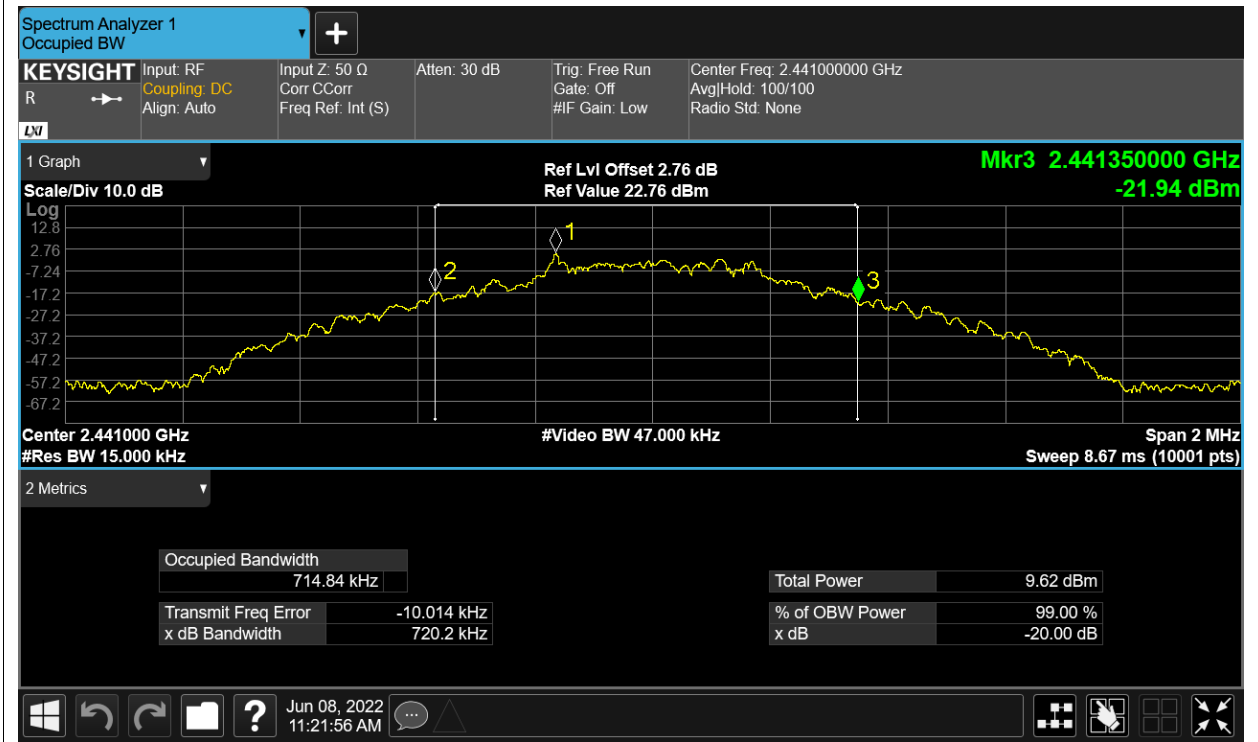 Spectrum Analyzer 1
Occupied BW
+
KEYSIGHT
R
LXI
Input: RF
Coupling: DC
Align: Auto
Input Z: 50 Ω
Corr CCorr
Freq Ref: Int (S)
Atten: 30 dB
Trig: Free Run
Gate: Off
#IF Gain: Low
Center Freq: 2.441000000 GHz
Avg|Hold: 100/100
Radio Std: None
1 Graph
Scale/Div 10.0 dB
Ref Lvl Offset 2.76 dB
Ref Value 22.76 dBm
Mkr3 2.441350000 GHz
-21.94 dBm
Log
12.8
2.76
-7.24
-17.2
-27.2
-37.2
-47.2
-57.2
-67.2
1
2
3
Center 2.441000 GHz
#Video BW 47.000 kHz
Span 2 MHz
#Res BW 15.000 kHz
Sweep 8.67 ms (10001 pts)
2 Metrics
Occupied Bandwidth
714.84 kHz
Transmit Freq Error -10.014 kHz
x dB Bandwidth 720.2 kHz
Total Power 9.62 dBm
% of OBW Power 99.00 %
x dB -20.00 dB
?
Jun 08, 2022
11:21:56 AM